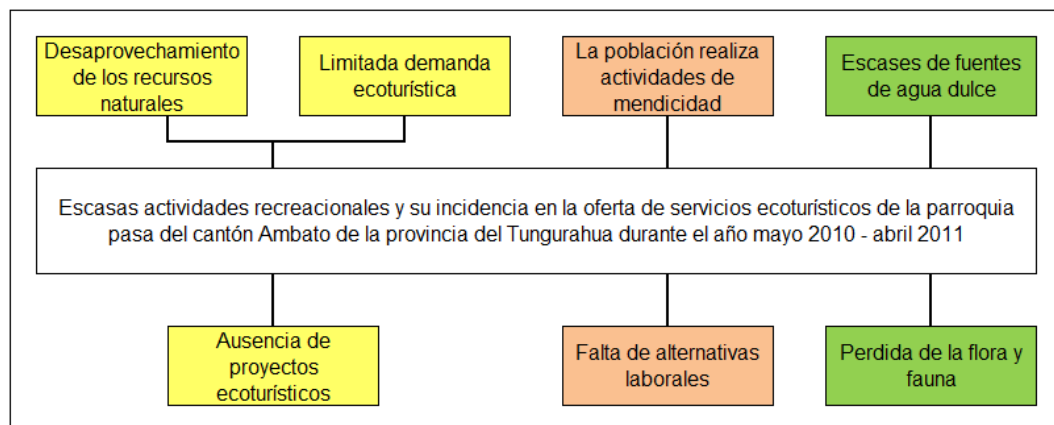 Desaprovechamiento
de los recursos
naturales
Limitada demanda
ecoturística
La población realiza
actividades de
mendicidad
Escases de fuentes
de agua dulce
Escasas actividades recreacionales y su incidencia en la oferta de servicios ecoturísticos de la parroquia
pasa del cantón Ambato de la provincia del Tungurahua durante el año mayo 2010 - abril 2011
Ausencia de
proyectos
ecoturísticos
Falta de alternativas
laborales
Perdida de la flora y
fauna